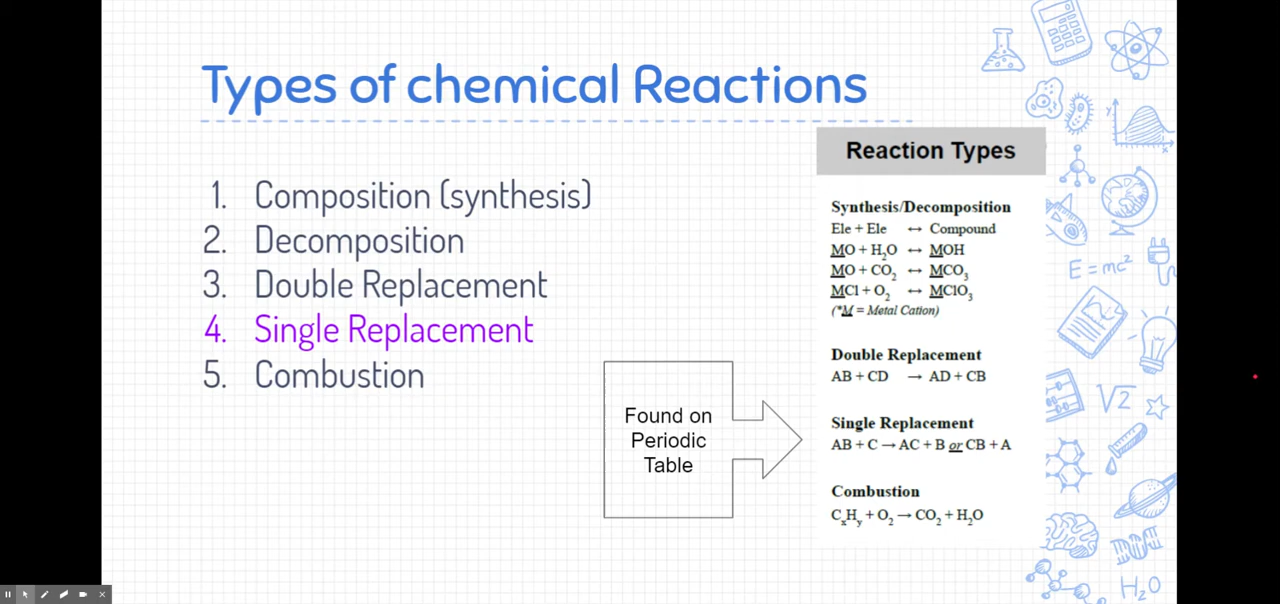 Types of chemical Reactions
1. Composition (synthesis)
2. Decomposition
3. Double Replacement
4. Single Replacement
5. Combustion
Found on
Periodic
Table
Reaction Types
Synthesis/Decomposition
Ele + Ele ↔ Compound
MO + H₂O ↔ MOH
MO + CO₂ ↔ MCO₃
MCl + O₂ ↔ MClO₃
(*M = Metal Cation)
Double Replacement
AB + CD → AD + CB
Single Replacement
AB + C → AC + B or CB + A
Combustion
CₓHᵧ + O₂ → CO₂ + H₂O
y
x
E=mc²
√2
H₂O